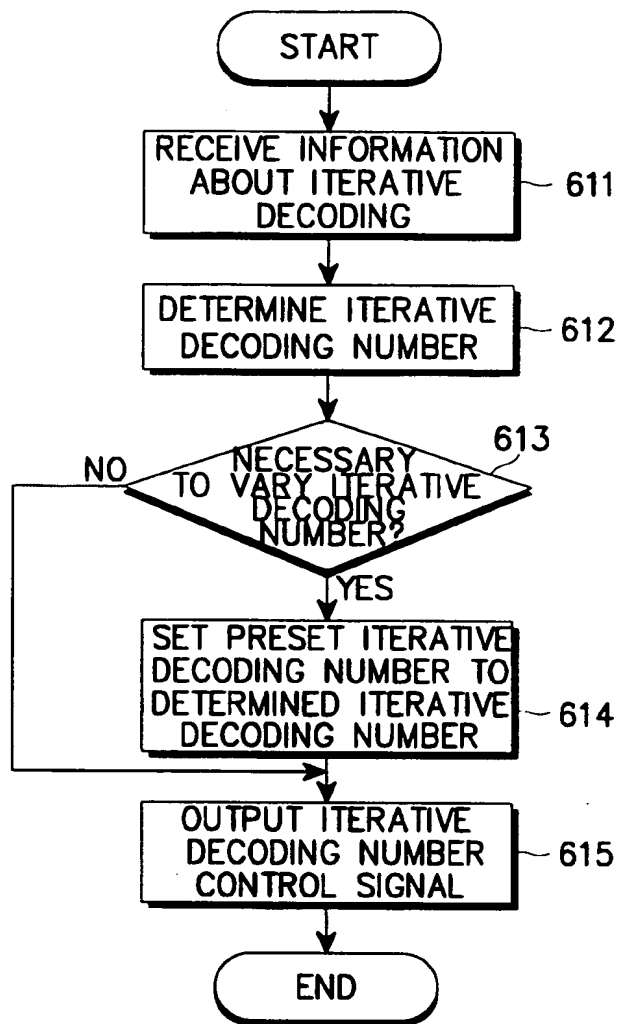 START
RECEIVE INFORMATION
ABOUT ITERATIVE
DECODING
611
DETERMINE ITERATIVE
DECODING NUMBER
612
613
NECESSARY
TO VARY ITERATIVE
DECODING
NUMBER?
NO
YES
SET PRESET ITERATIVE
DECODING NUMBER TO
DETERMINED ITERATIVE
DECODING NUMBER
614
OUTPUT ITERATIVE
DECODING NUMBER
CONTROL SIGNAL
615
END